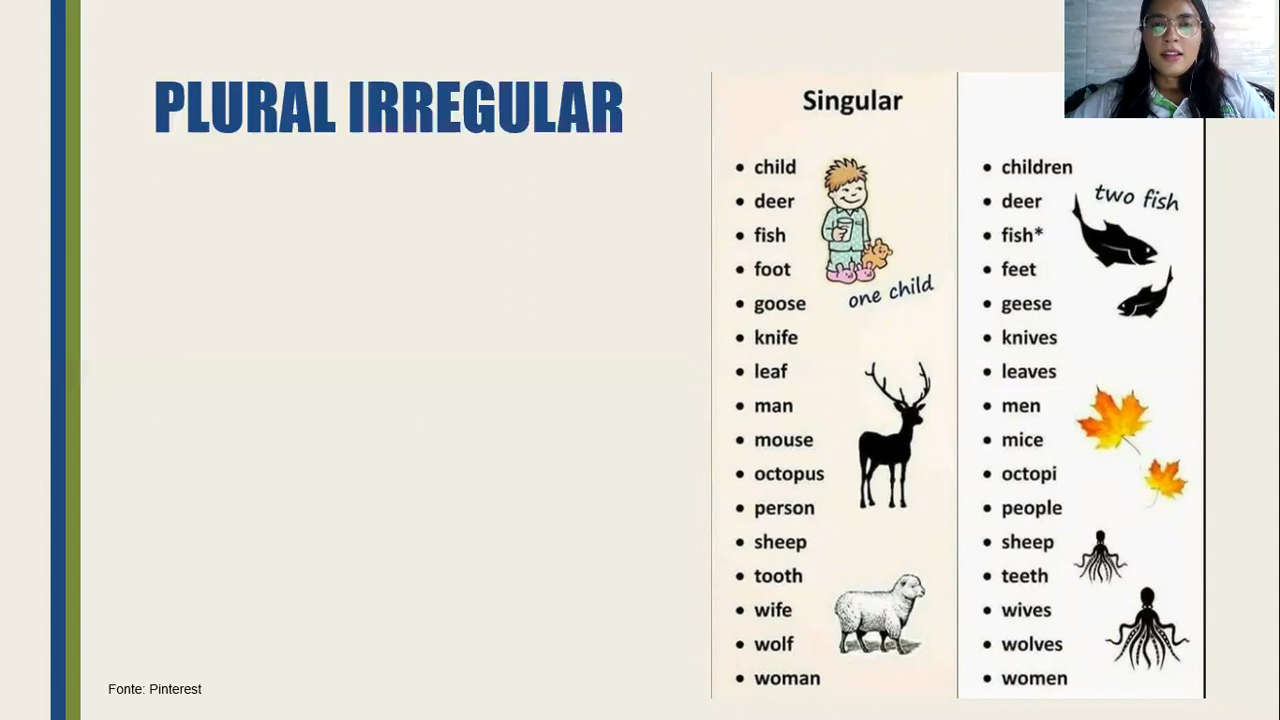 PLURAL IRREGULAR
Singular
• child
• deer
• fish
• foot
• goose
• knife
• leaf
• man
• mouse
• octopus
• person
• sheep
• tooth
• wife
• wolf
• woman
one child
• children
• deer
• fish*
• feet
• geese
• knives
• leaves
• men
• mice
• octopi
• people
• sheep
• teeth
• wives
• wolves
• women
two fish
Fonte: Pinterest